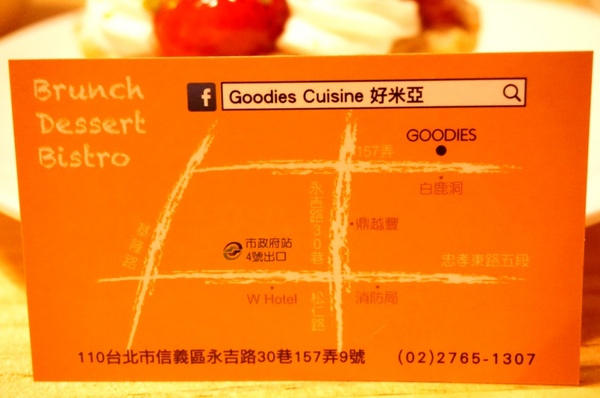 Brunch
Dessert
Bistro
f Goodies Cuisine 好米亞
GOODIES
157弄
白鹿洞
永吉路30巷
鼎越豐
基隆路
市政府站
4號出口
忠孝東路五段
W Hotel
松仁路
消防局
110台北市信義區永吉路30巷157弄9號 (02)2765-1307